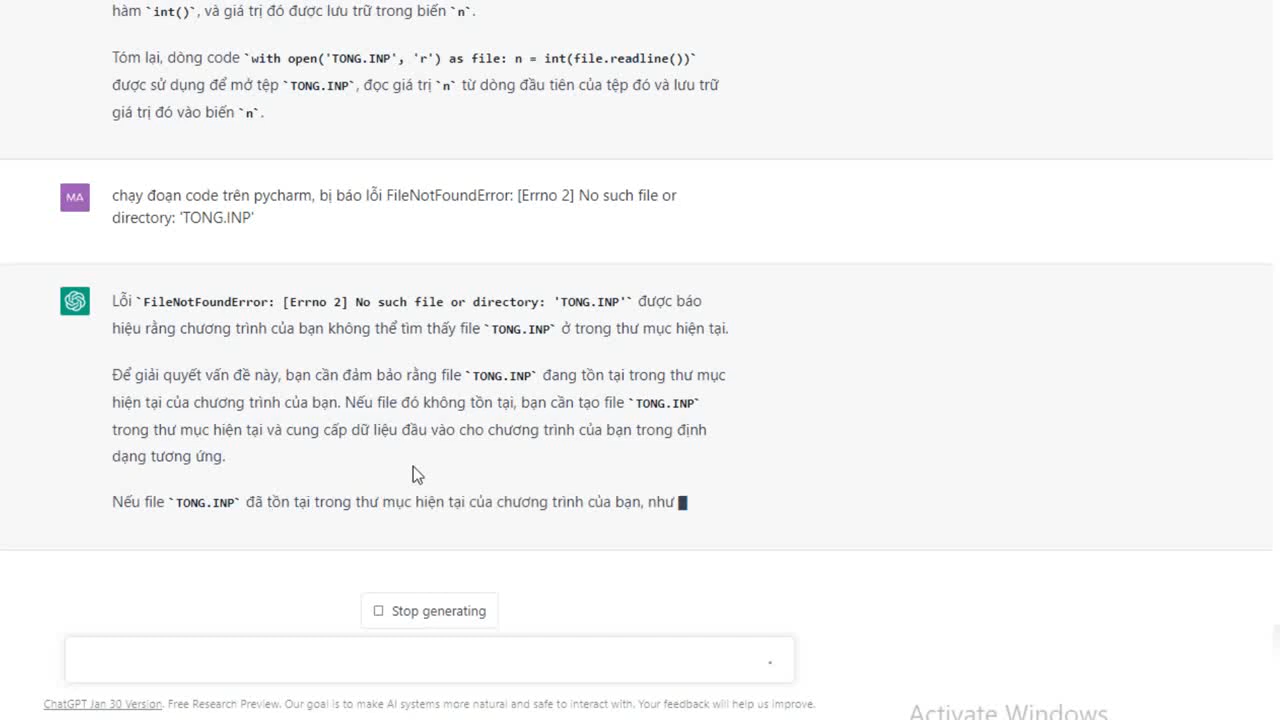 hàm `int()`, và giá trị đó được lưu trữ trong biến `n`.
Tóm lại, dòng code `with open('TONG.INP', 'r') as file: n = int(file.readline())`
được sử dụng để mở tệp `TONG.INP`, đọc giá trị `n` từ dòng đầu tiên của tệp đó và lưu trữ
giá trị đó vào biến `n`.
MA
chạy đoạn code trên pycharm, bị báo lỗi FileNotFoundError: [Errno 2] No such file or
directory: 'TONG.INP'
Lỗi `FileNotFoundError: [Errno 2] No such file or directory: 'TONG.INP'` được báo
hiệu rằng chương trình của bạn không thể tìm thấy file `TONG.INP` ở trong thư mục hiện tại.
Để giải quyết vấn đề này, bạn cần đảm bảo rằng file `TONG.INP` đang tồn tại trong thư mục
hiện tại của chương trình của bạn. Nếu file đó không tồn tại, bạn cần tạo file `TONG.INP`
trong thư mục hiện tại và cung cấp dữ liệu đầu vào cho chương trình của bạn trong định
dạng tương ứng.
Nếu file `TONG.INP` đã tồn tại trong thư mục hiện tại của chương trình của bạn, như
Stop generating
ChatGPT Jan 30 Version. Free Research Preview. Our goal is to make AI systems more natural and safe to interact with. Your feedback will help us improve.
Activate Windows